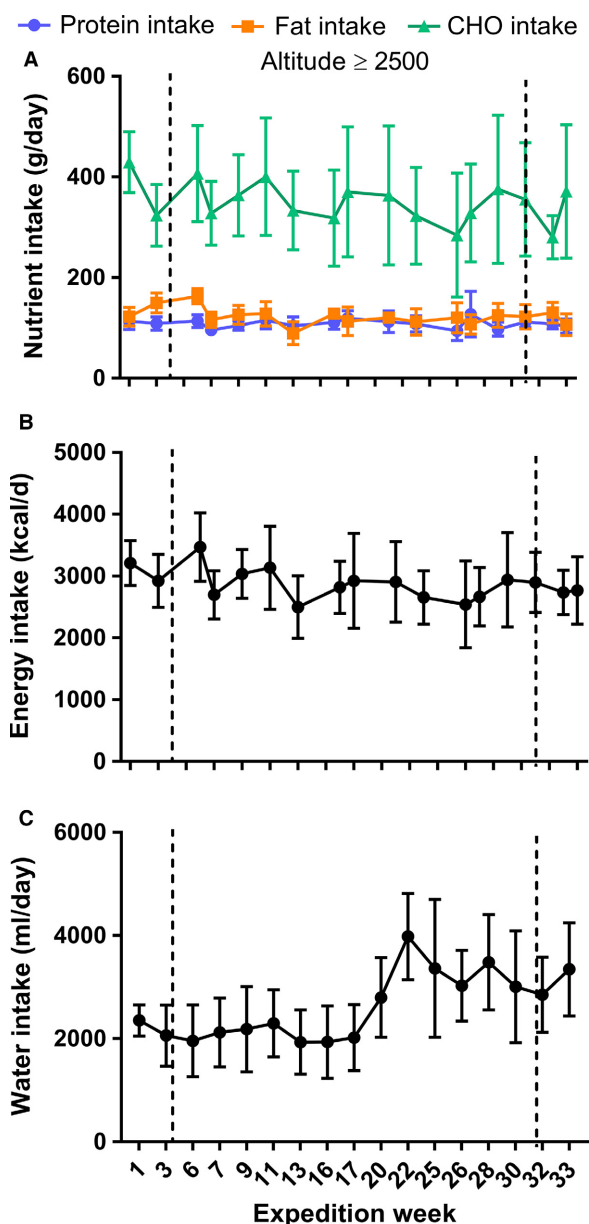 Protein intake Fat intake CHO intake
A
Altitude ≥ 2500
Nutrient intake (g/day)
600
400
200
0
B
Energy intake (kcal/d)
5000
4000
3000
2000
1000
0
C
Water intake (ml/day)
6000
4000
2000
0
1 3 6 7 9 11 13 16 17 20 22 25 26 28 30 32 33
Expedition week